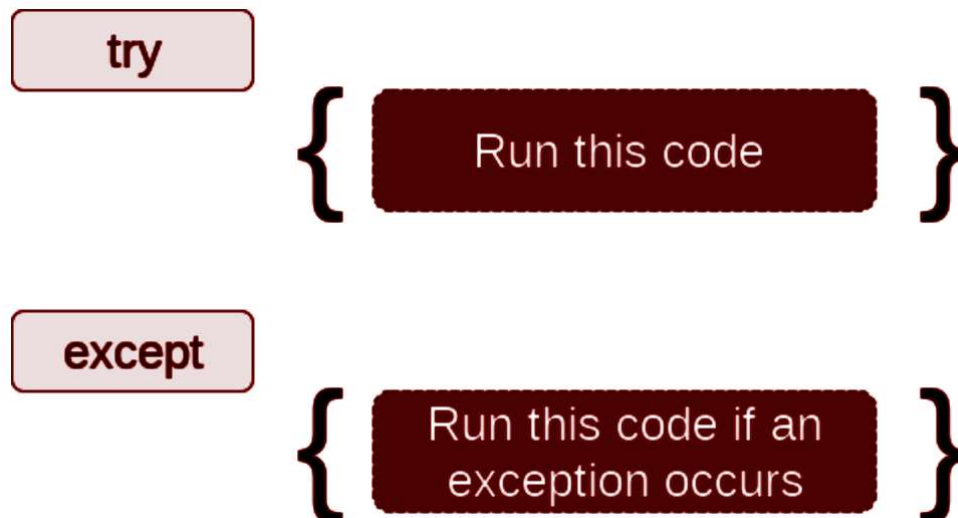 try
{ Run this code }
except
{ Run this code if an
exception occurs }